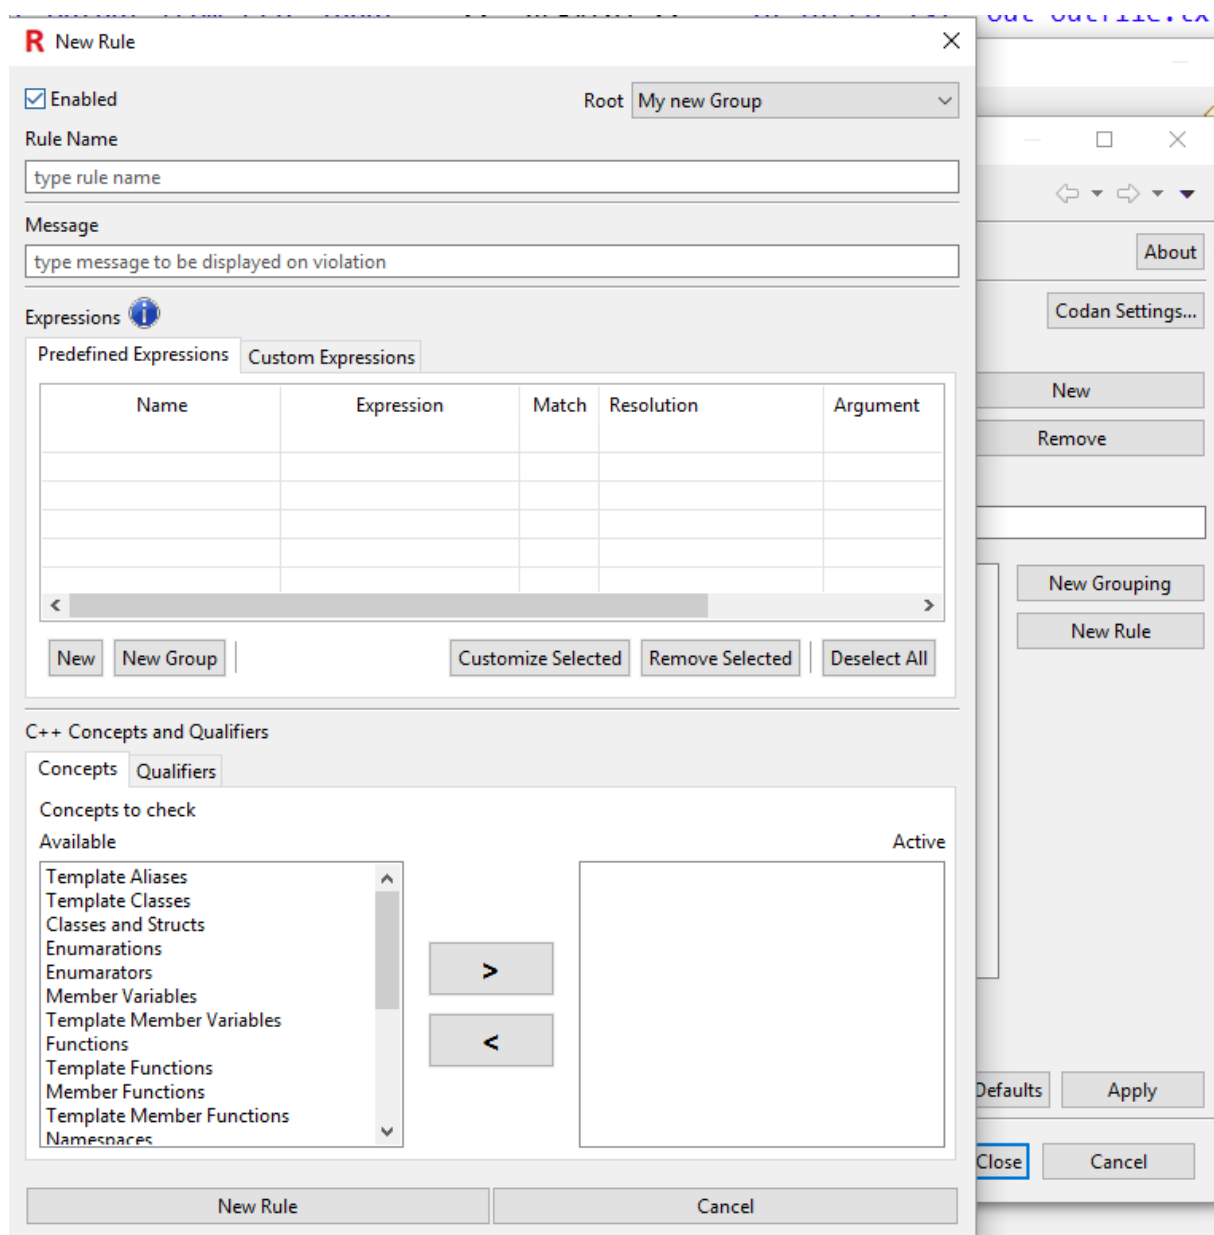 out outfile.tx
R New Rule
Enabled
Root My new Group
Rule Name
type rule name
Message
About
type message to be displayed on violation
Expressions
Codan Settings...
Predefined Expressions Custom Expressions
New
Name Expression Match Resolution Argument
Remove
New Grouping
New Rule
New New Group Customize Selected Remove Selected Deselect All
C++ Concepts and Qualifiers
Concepts Qualifiers
Concepts to check
Available Active
Template Aliases
Template Classes
Classes and Structs
Enumarations
Enumarators
>
Member Variables
Template Member Variables
Functions
<
Template Functions
Member Functions
Defaults Apply
Template Member Functions
Namespaces
Close Cancel
New Rule Cancel